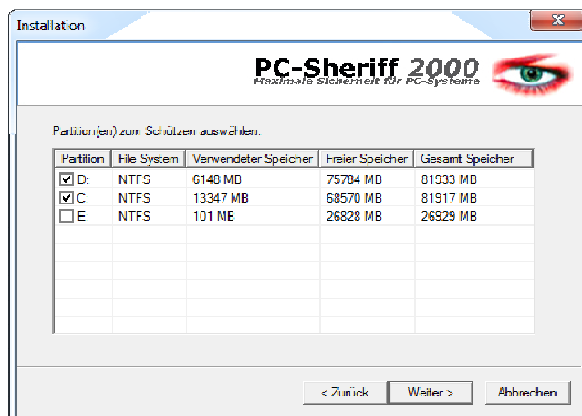 Installation
PC-Sheriff 2000
Maximale Sicherheit für PC-Systeme
Partition(en) zum Schützen auswählen:
Partition File System Verwendeter Speicher Freier Speicher Gesamt Speicher
D: NTFS 6148 MB 75784 MB 81933 MB
C NTFS 13347 MB 68570 MB 81917 MB
E NTFS 101 MB 26828 MB 26929 MB
< Zurück Weiter > Abbrechen